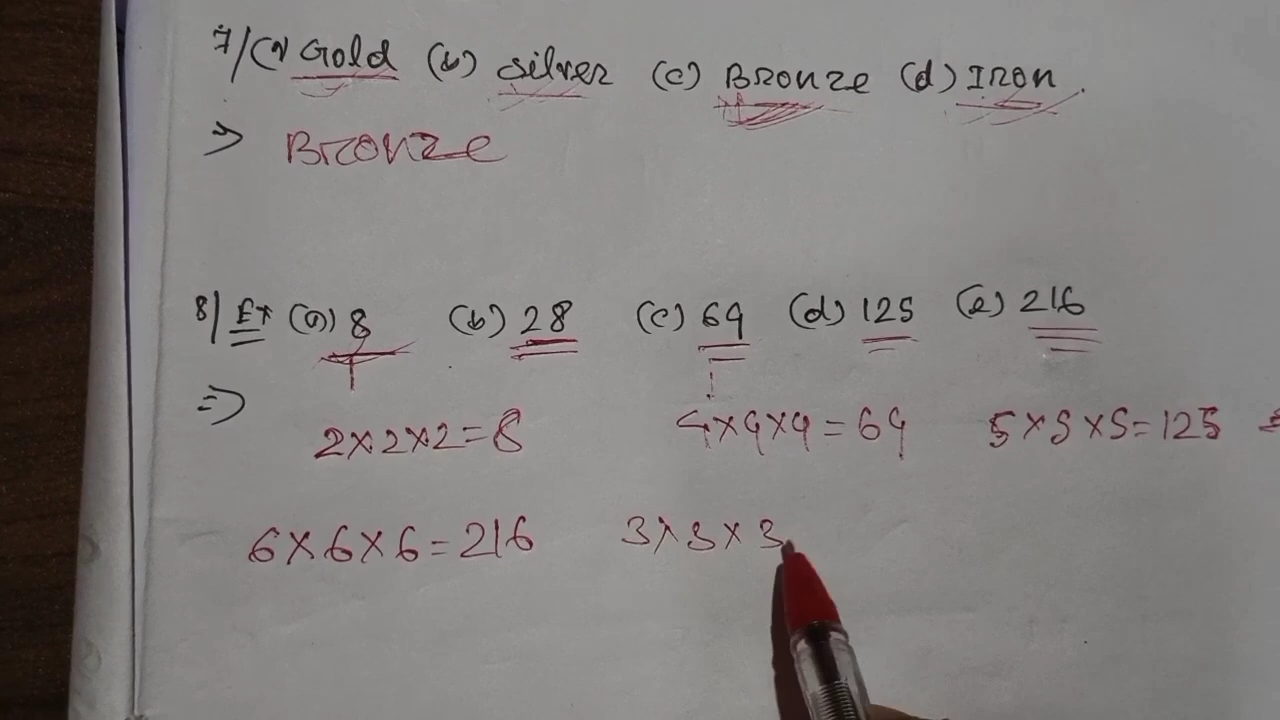 7/(a) Gold (b) Silver (c) Bronze (d) Iron.
⇒ Bronze
8/ Ex (a) 8 (b) 28 (c) 64 (d) 125 (e) 216
⇒
2×2×2=8 4×4×4=64 5×5×5=125
6×6×6=216 3×3×3